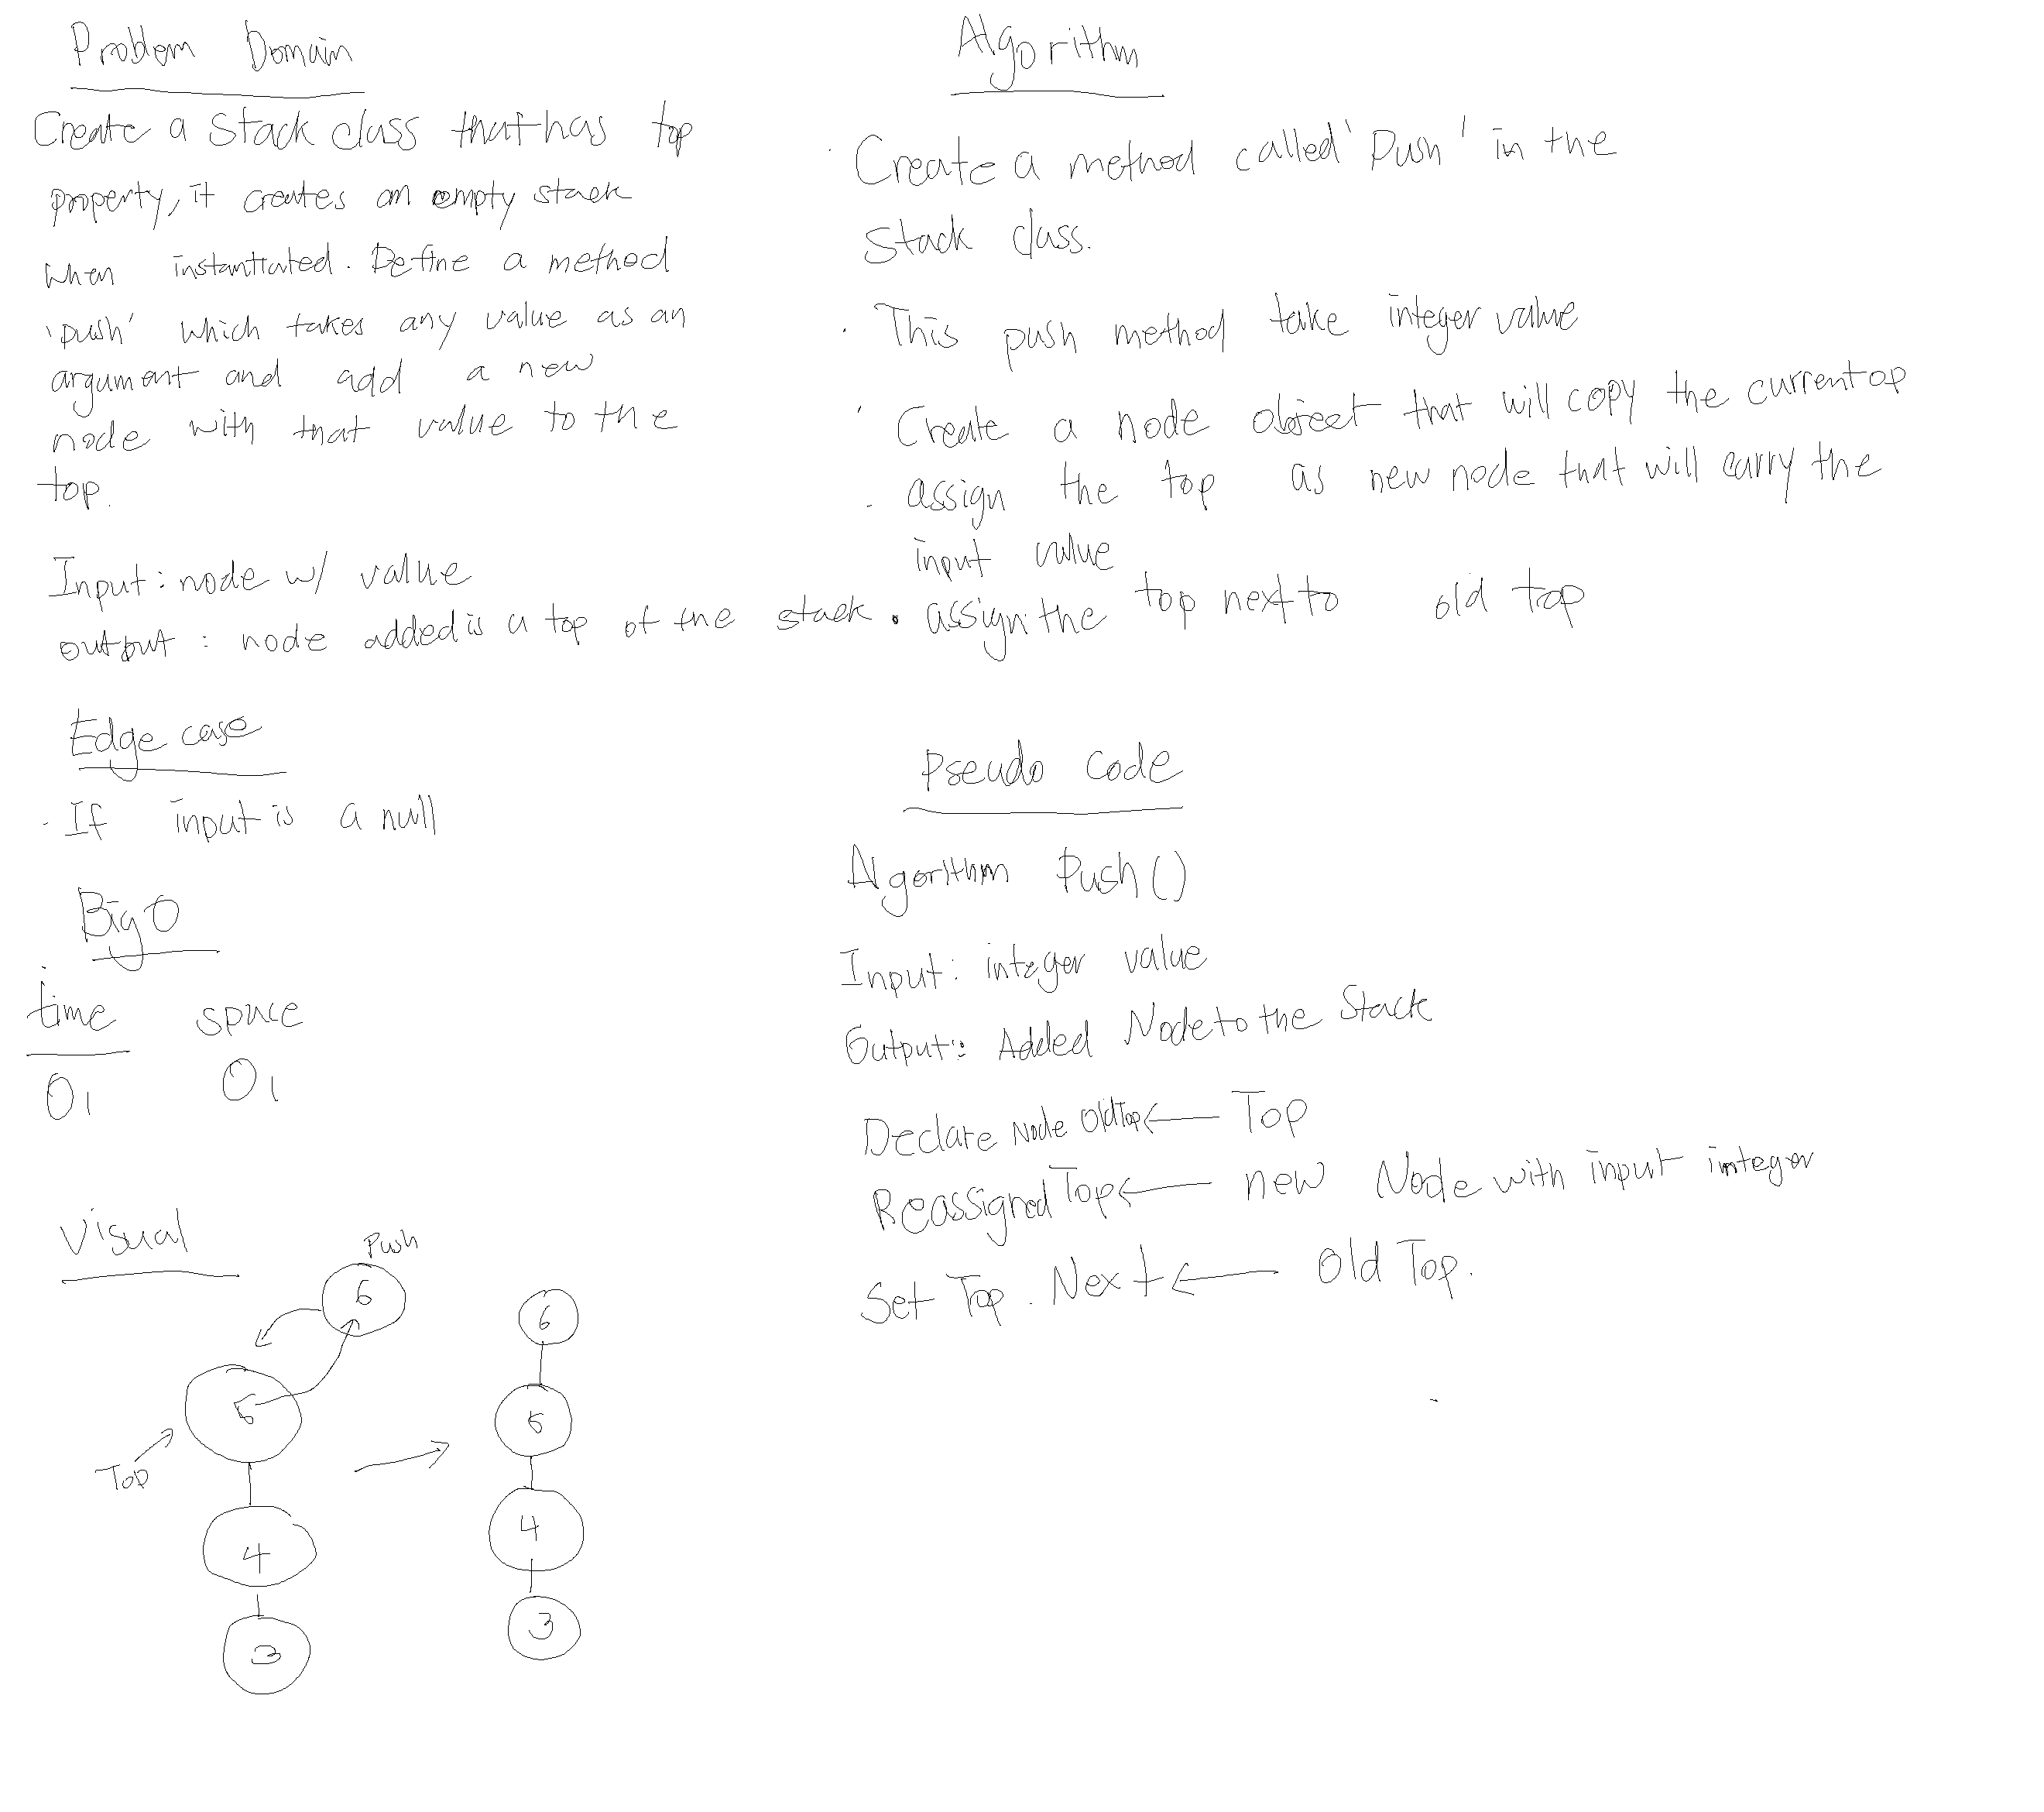 Problem Domain
Create a Stack class that has top
property, it creates an empty stack
when instantiated. Define a method
'push' which takes any value as an
argument and add a new
node with that value to the
top.
Input: node w/ value
output: node added is a top of the stack.
Edge case
· If input is a null
Big O
time space
O1 O1
Visual
Push
6
5
Top
4
3
6
5
4
3
Algorithm
· Create a method called 'Push' in the
Stack class.
· This push method take integer value
· Create a node object that will copy the current op
· assign the top as new node that will carry the
input value
· assign the top next to old top
Pseudo Code
Algorithm Push()
Input: integer value
Output: Added Node to the Stack
Declare Node OldTop ← Top
Reassigned Top ← new Node with input integer
Set Top. Next ← Old Top.